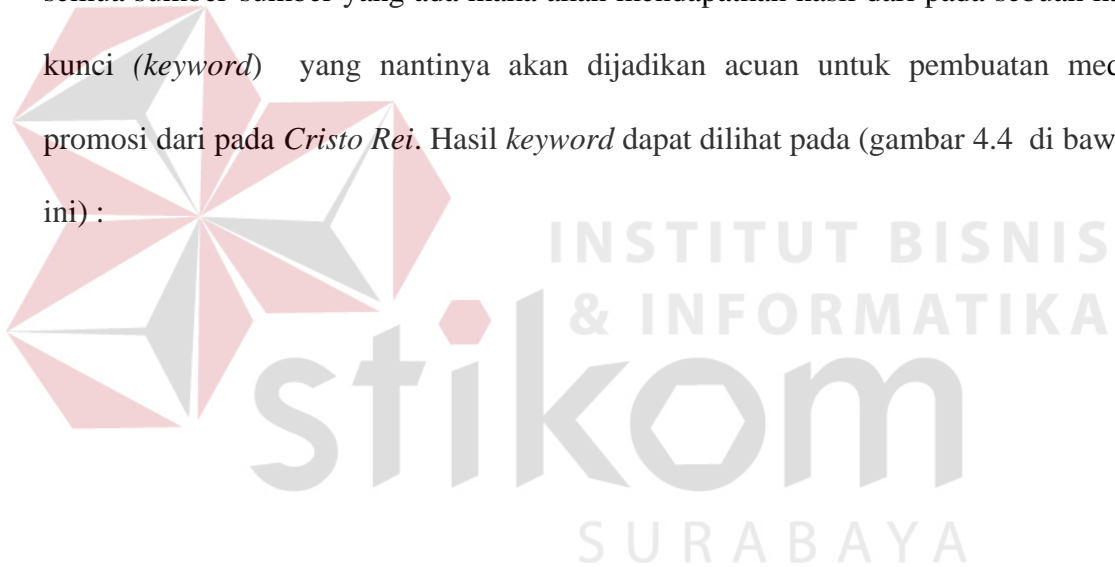 kunci (keyword) yang nantinya akan dijadikan acuan untuk pembuatan
promosi dari pada Cristo Rei. Hasil keyword dapat dilihat pada (gambar 4.4 di
ini) :
INSTITUT BISNIS
& INFORMATIKA
stikom
SURABAYA